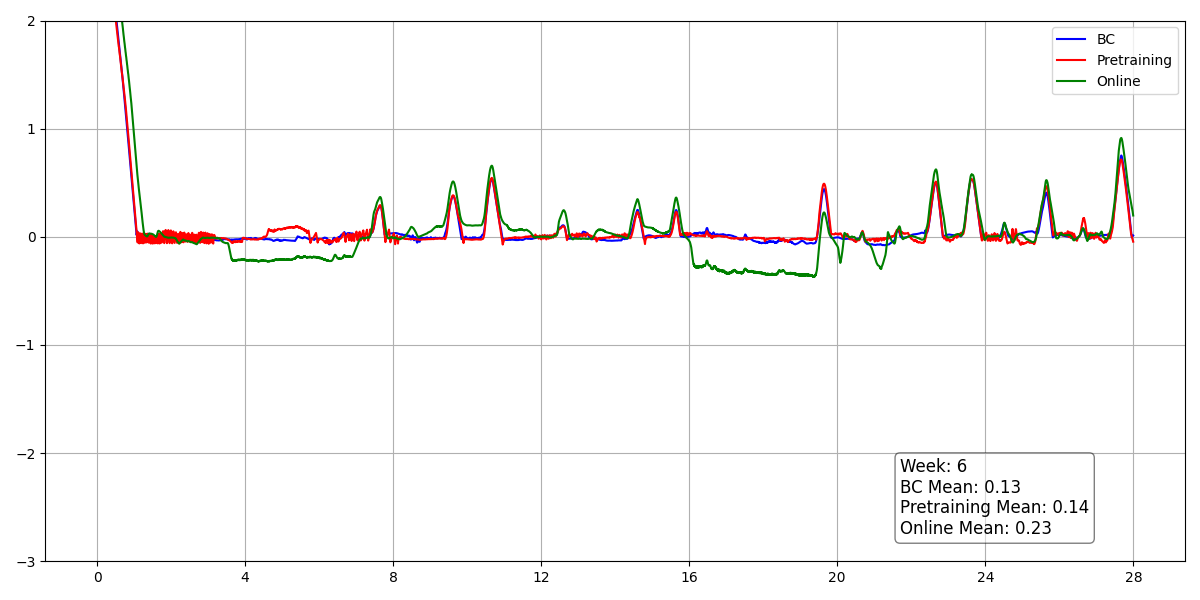 2
1
0
−1
−2
−3
0 4 8 12 16 20 24 28
BC
Pretraining
Online
Week: 6
BC Mean: 0.13
Pretraining Mean: 0.14
Online Mean: 0.23